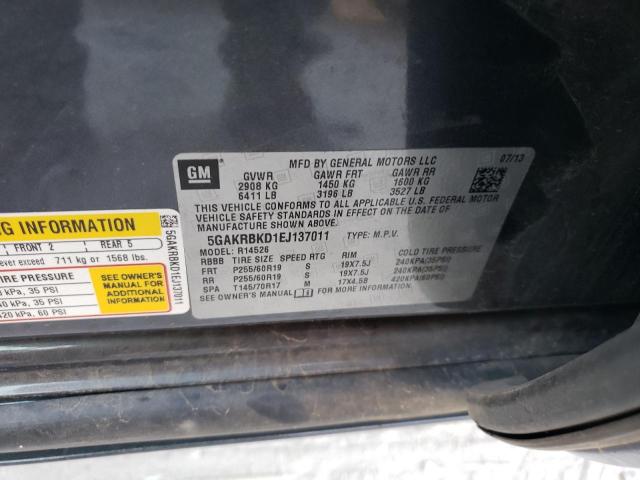 GM
MFD BY GENERAL MOTORS LLC
07/13
GVWR GAWR FRT GAWR RR
2908 KG 1450 KG 1600 KG
6411 LB 3196 LB 3527 LB
THIS VEHICLE CONFORMS TO ALL APPLICABLE U.S. FEDERAL MOTOR
VEHICLE SAFETY STANDARDS IN EFFECT ON THE DATE OF
MANUFACTURE SHOWN ABOVE.
5GAKRBKD1EJ137011 TYPE: M.P.V.
MODEL: R14526
RBBB TIRE SIZE SPEED RTG RIM COLD TIRE PRESSURE
FRT P255/60R19 S 19X7.5J 240KPA(35PSI)
RR P255/60R19 S 19X7.5J 240KPA(35PSI)
SPA T145/70R17 M 17X4.5B 420KPA(60PSI)
SEE OWNER'S MANUAL FOR MORE INFORMATION
NG INFORMATION
1 FRONT 2 REAR 5
ever exceed 711 kg or 1568 lbs.
TIRE PRESSURE
kPa, 35 PSI
kPa, 35 PSI
420 kPa, 60 PSI
SEE OWNER'S
MANUAL FOR
ADDITIONAL
INFORMATION
5GAKRBKD1EJ137011